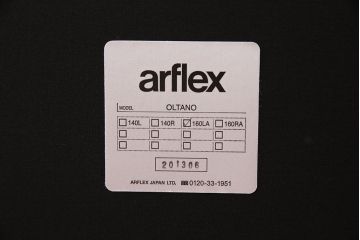 arflex
MODEL OLTANO
140L 140R 160LA 160RA
201306
ARFLEX JAPAN LTD. 0120-33-1951